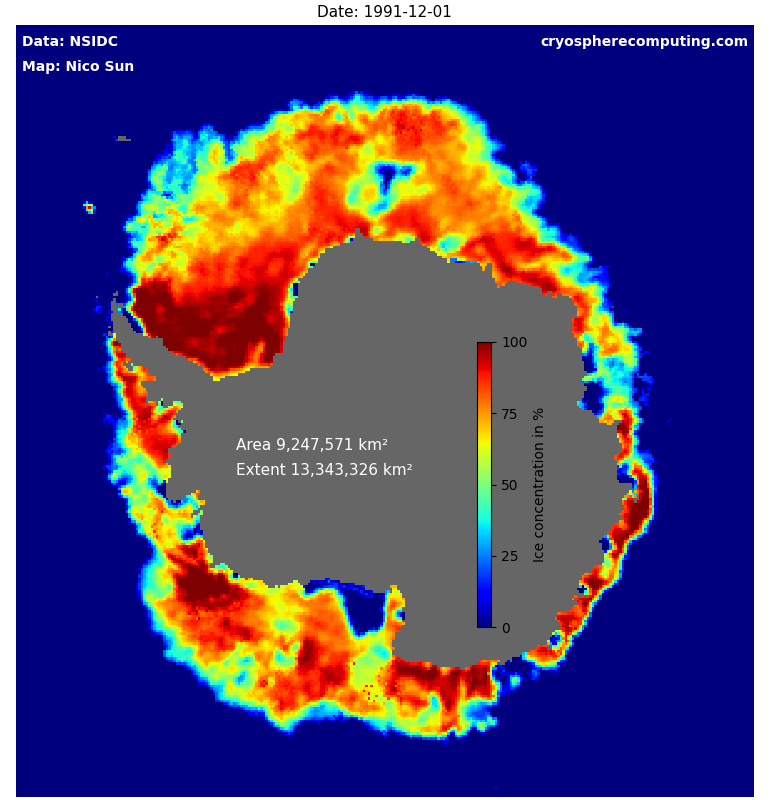 Date: 1991-12-01
Data: NSIDC
cryospherecomputing.com
Map: Nico Sun
100
75
50
25
0
Ice concentration in %
Area 9,247,571 km²
Extent 13,343,326 km²